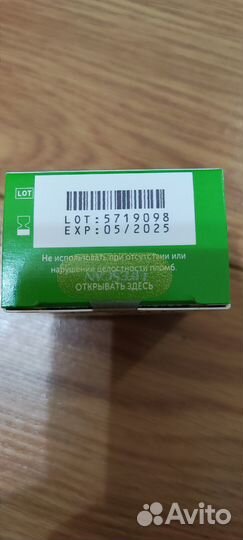 LOT
LOT:5719098
EXP:05/2025
Не использовать при отсутствии или
нарушении целостности пломб.
ОТКРЫВАТЬ ЗДЕСЬ
Avito